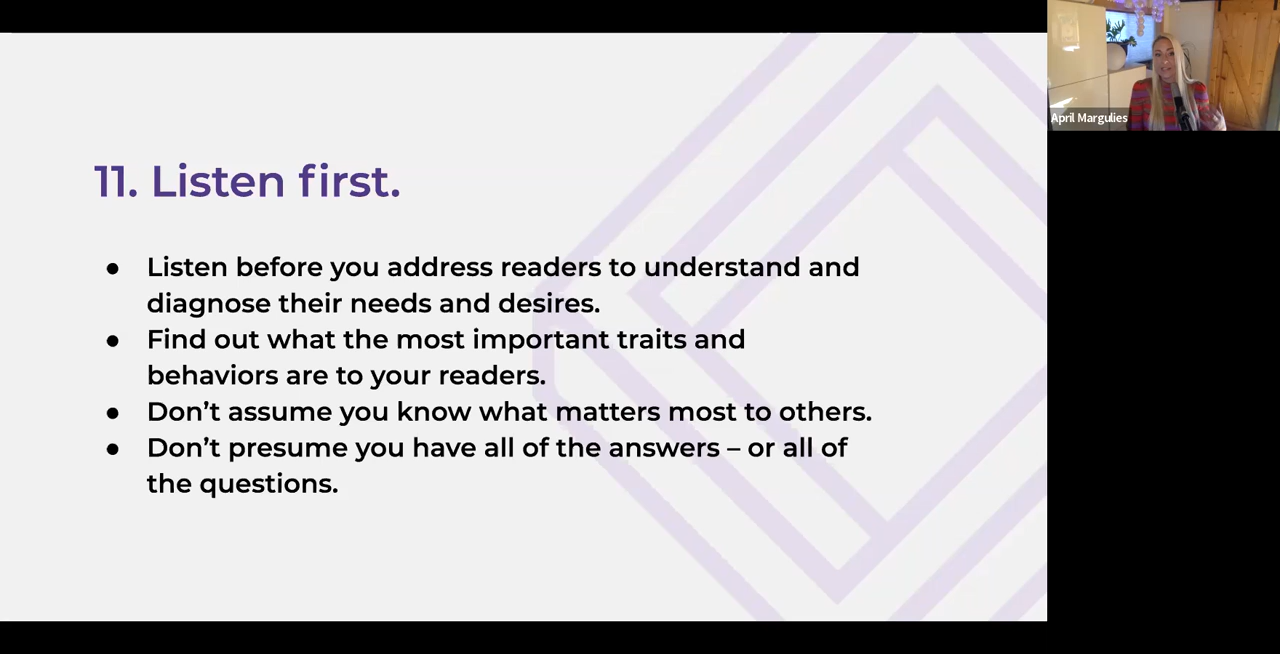 11. Listen first.
● Listen before you address readers to understand and
diagnose their needs and desires.
● Find out what the most important traits and
behaviors are to your readers.
● Don’t assume you know what matters most to others.
● Don’t presume you have all of the answers – or all of
the questions.
April Margulies